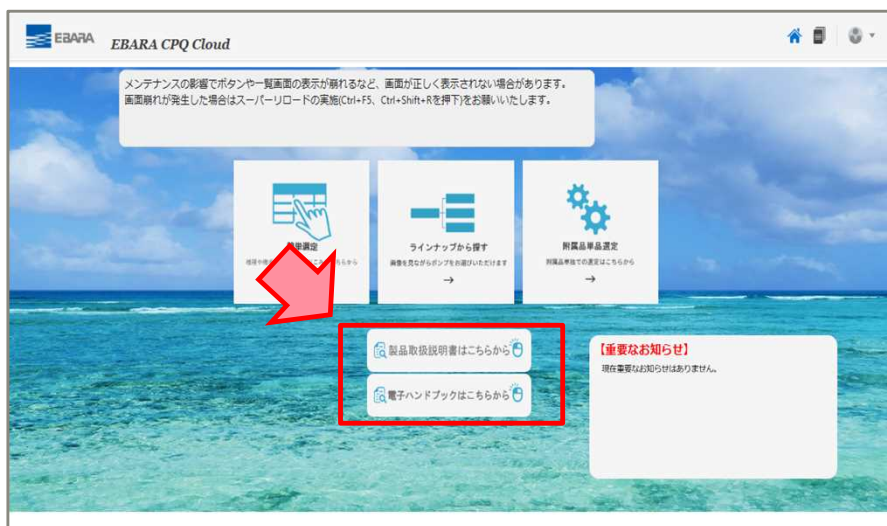 EBARA
EBARA CPQ Cloud
メンテナンスの影響でボタンや一覧画面の表示が崩れるなど、画面が正しく表示されない場合が
あります。
画面崩れが発生した場合はスーパーリロードの実施(Ctrl+F5、Ctrl+Shift+Rを押下)をお願いいたします。
単選定
こちらから
ラインナップから探す
画像を見ながらポンプをお選びいただけます
→
附属品単品選定
附属品単独での選定はこちらから
→
製品取扱説明書はこちらから
電子ハンドブックはこちらから
【重要なお知らせ】
現在重要なお知らせはありません。